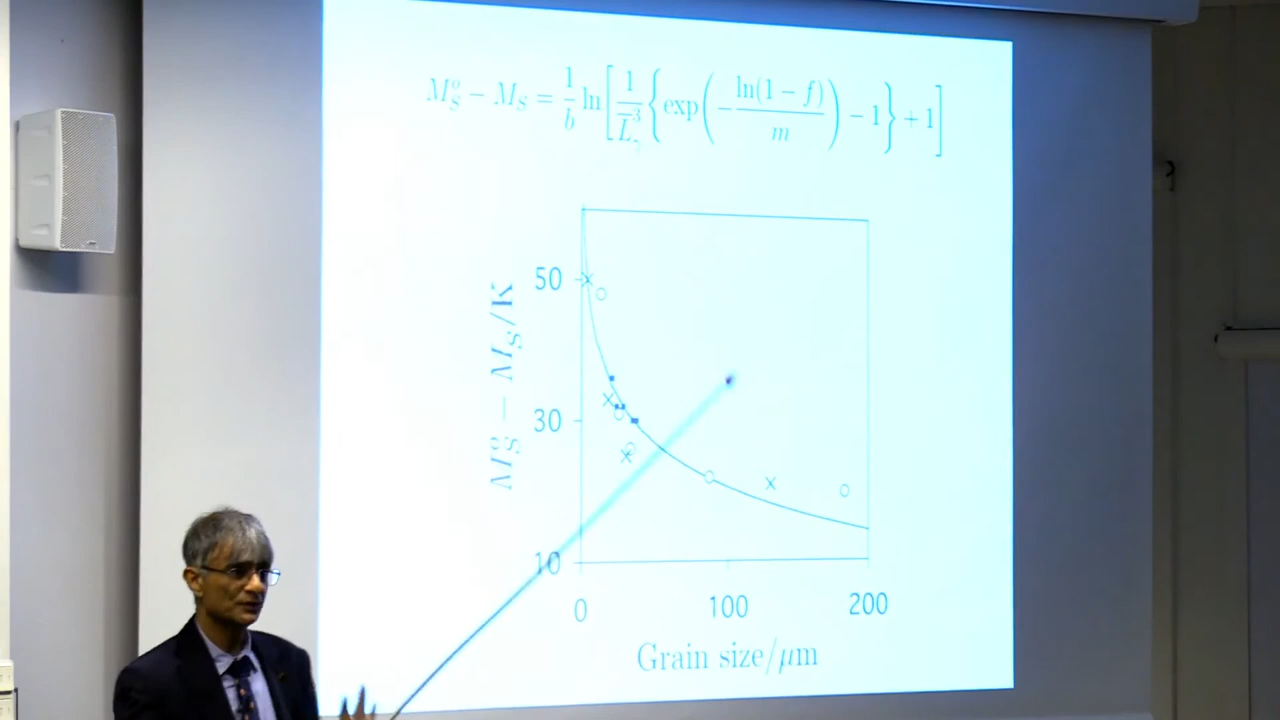 M_S^o − M_S = 1/b ln[1/L̅_γ^3 {exp(−ln(1 − f)/m) − 1} + 1]
M_S^o − M_S/K
50
30
10
0 100 200
Grain size/μm